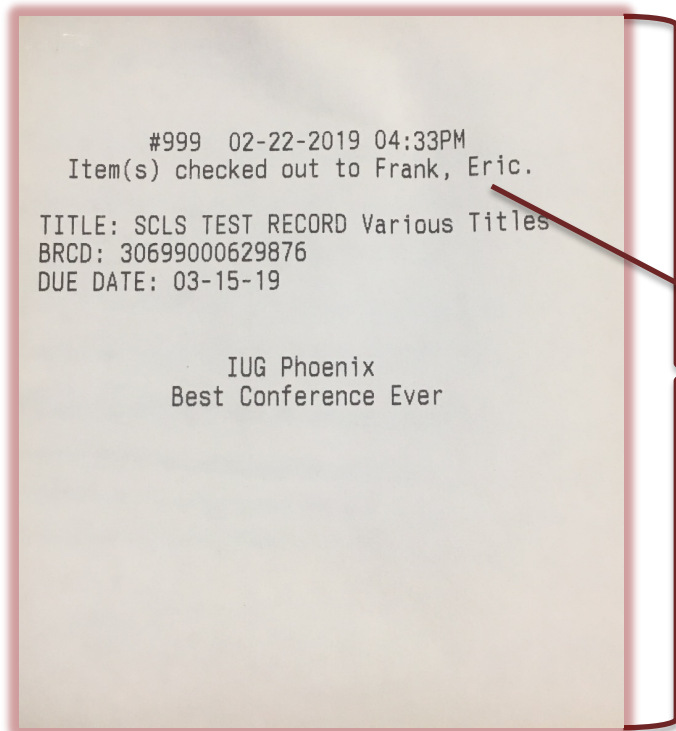 #999 02-22-2019 04:33PM
Item(s) checked out to Frank, Eric.
TITLE: SCLS TEST RECORD Various Titles
BRCD: 30699000629876
DUE DATE: 03-15-19
IUG Phoenix
Best Conference Ever